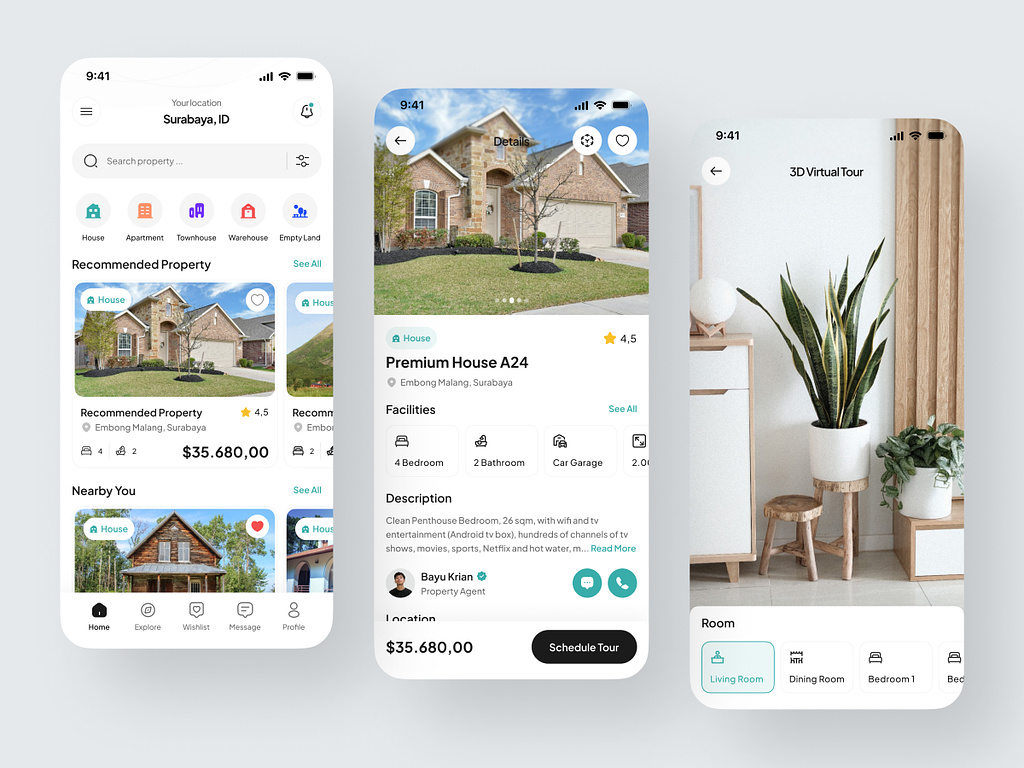 9:41
Your location
Surabaya, ID
Search property ...
House
Apartment
Townhouse
Warehouse
Empty Land
Recommended Property
See All
House
Hous
Recommended Property
4,5
Embong Malang, Surabaya
4
2
$35.680,00
Recomm
Embo
2
Nearby You
See All
House
Hous
Home
Explore
Wishlist
Message
Profile
9:41
Details
House
4,5
Premium House A24
Embong Malang, Surabaya
Facilities
See All
4 Bedroom
2 Bathroom
Car Garage
2.00
Description
Clean Penthouse Bedroom, 26 sqm, with wifi and tv
entertainment (Android tv box), hundreds of channels of tv
shows, movies, sports, Netflix and hot water, m... Read More
Bayu Krian
Property Agent
Location
$35.680,00
Schedule Tour
9:41
3D Virtual Tour
Room
Living Room
Dining Room
Bedroom 1
Bed